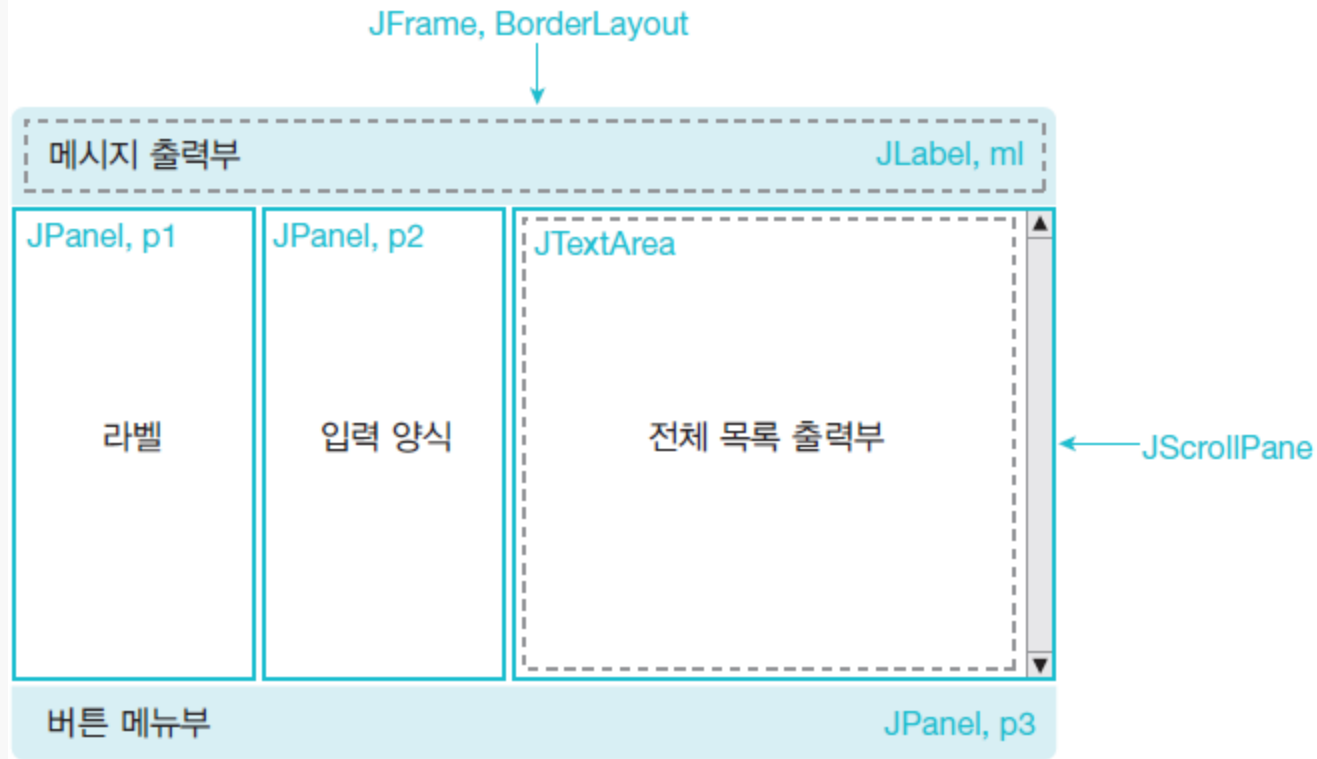 JFrame, BorderLayout
메시지 출력부 JLabel, ml
JPanel, p1 JPanel, p2 JTextArea
라벨 입력 양식 전체 목록 출력부 JScrollPane
버튼 메뉴부 JPanel, p3